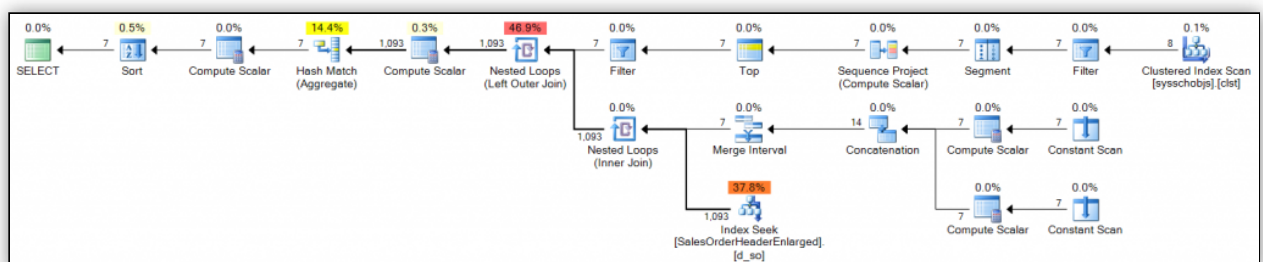 0.0%
SELECT
7
0.5%
Sort
7
0.0%
Compute Scalar
7
14.4%
Hash Match
(Aggregate)
1,093
0.3%
Compute Scalar
1,093
46.9%
Nested Loops
(Left Outer Join)
7
0.0%
Filter
7
0.0%
Top
7
0.0%
Sequence Project
(Compute Scalar)
7
0.0%
Segment
7
0.0%
Filter
8
0.1%
Clustered Index Scan
[sysschobjs].[clst]
1,093
0.0%
Nested Loops
(Inner Join)
7
0.0%
Merge Interval
14
0.0%
Concatenation
7
0.0%
Compute Scalar
7
0.0%
Constant Scan
1,093
37.8%
Index Seek
[SalesOrderHeaderEnlarged].
[d_so]
7
0.0%
Compute Scalar
7
0.0%
Constant Scan